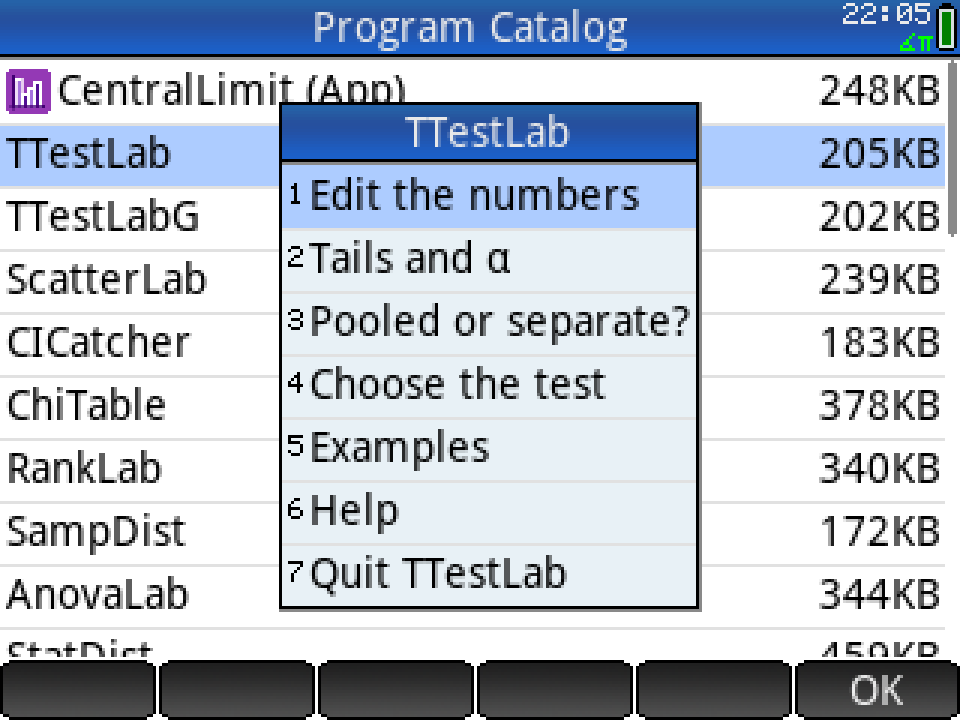 Program Catalog
22:05
∡π
CentralLimit (App) 248KB
TTestLab 205KB
TTestLabG 202KB
ScatterLab 239KB
CICatcher 183KB
ChiTable 378KB
RankLab 340KB
SampDist 172KB
AnovaLab 344KB
StatDist 459KB
TTestLab
1 Edit the numbers
2 Tails and α
3 Pooled or separate?
4 Choose the test
5 Examples
6 Help
7 Quit TTestLab
OK